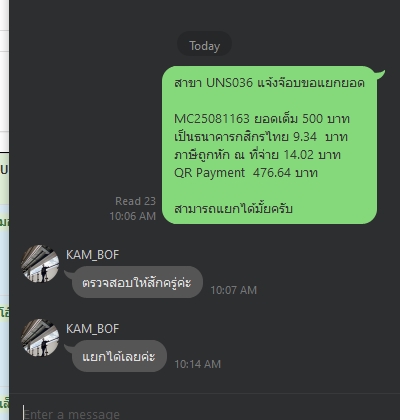 Today
สาขา UNS036 แจ้งจ๊อบขอแยกยอด
MC25081163 ยอดเต็ม 500 บาท
เป็นธนาคารกสิกรไทย 9.34 บาท
ภาษีถูกหัก ณ ที่จ่าย 14.02 บาท
QR Payment 476.64 บาท
สามารถแยกได้มั้ยครับ
Read 23
10:06 AM
KAM_BOF
ตรวจสอบให้สักครู่ค่ะ
10:07 AM
KAM_BOF
แยกได้เลยค่ะ
10:14 AM
Enter a message